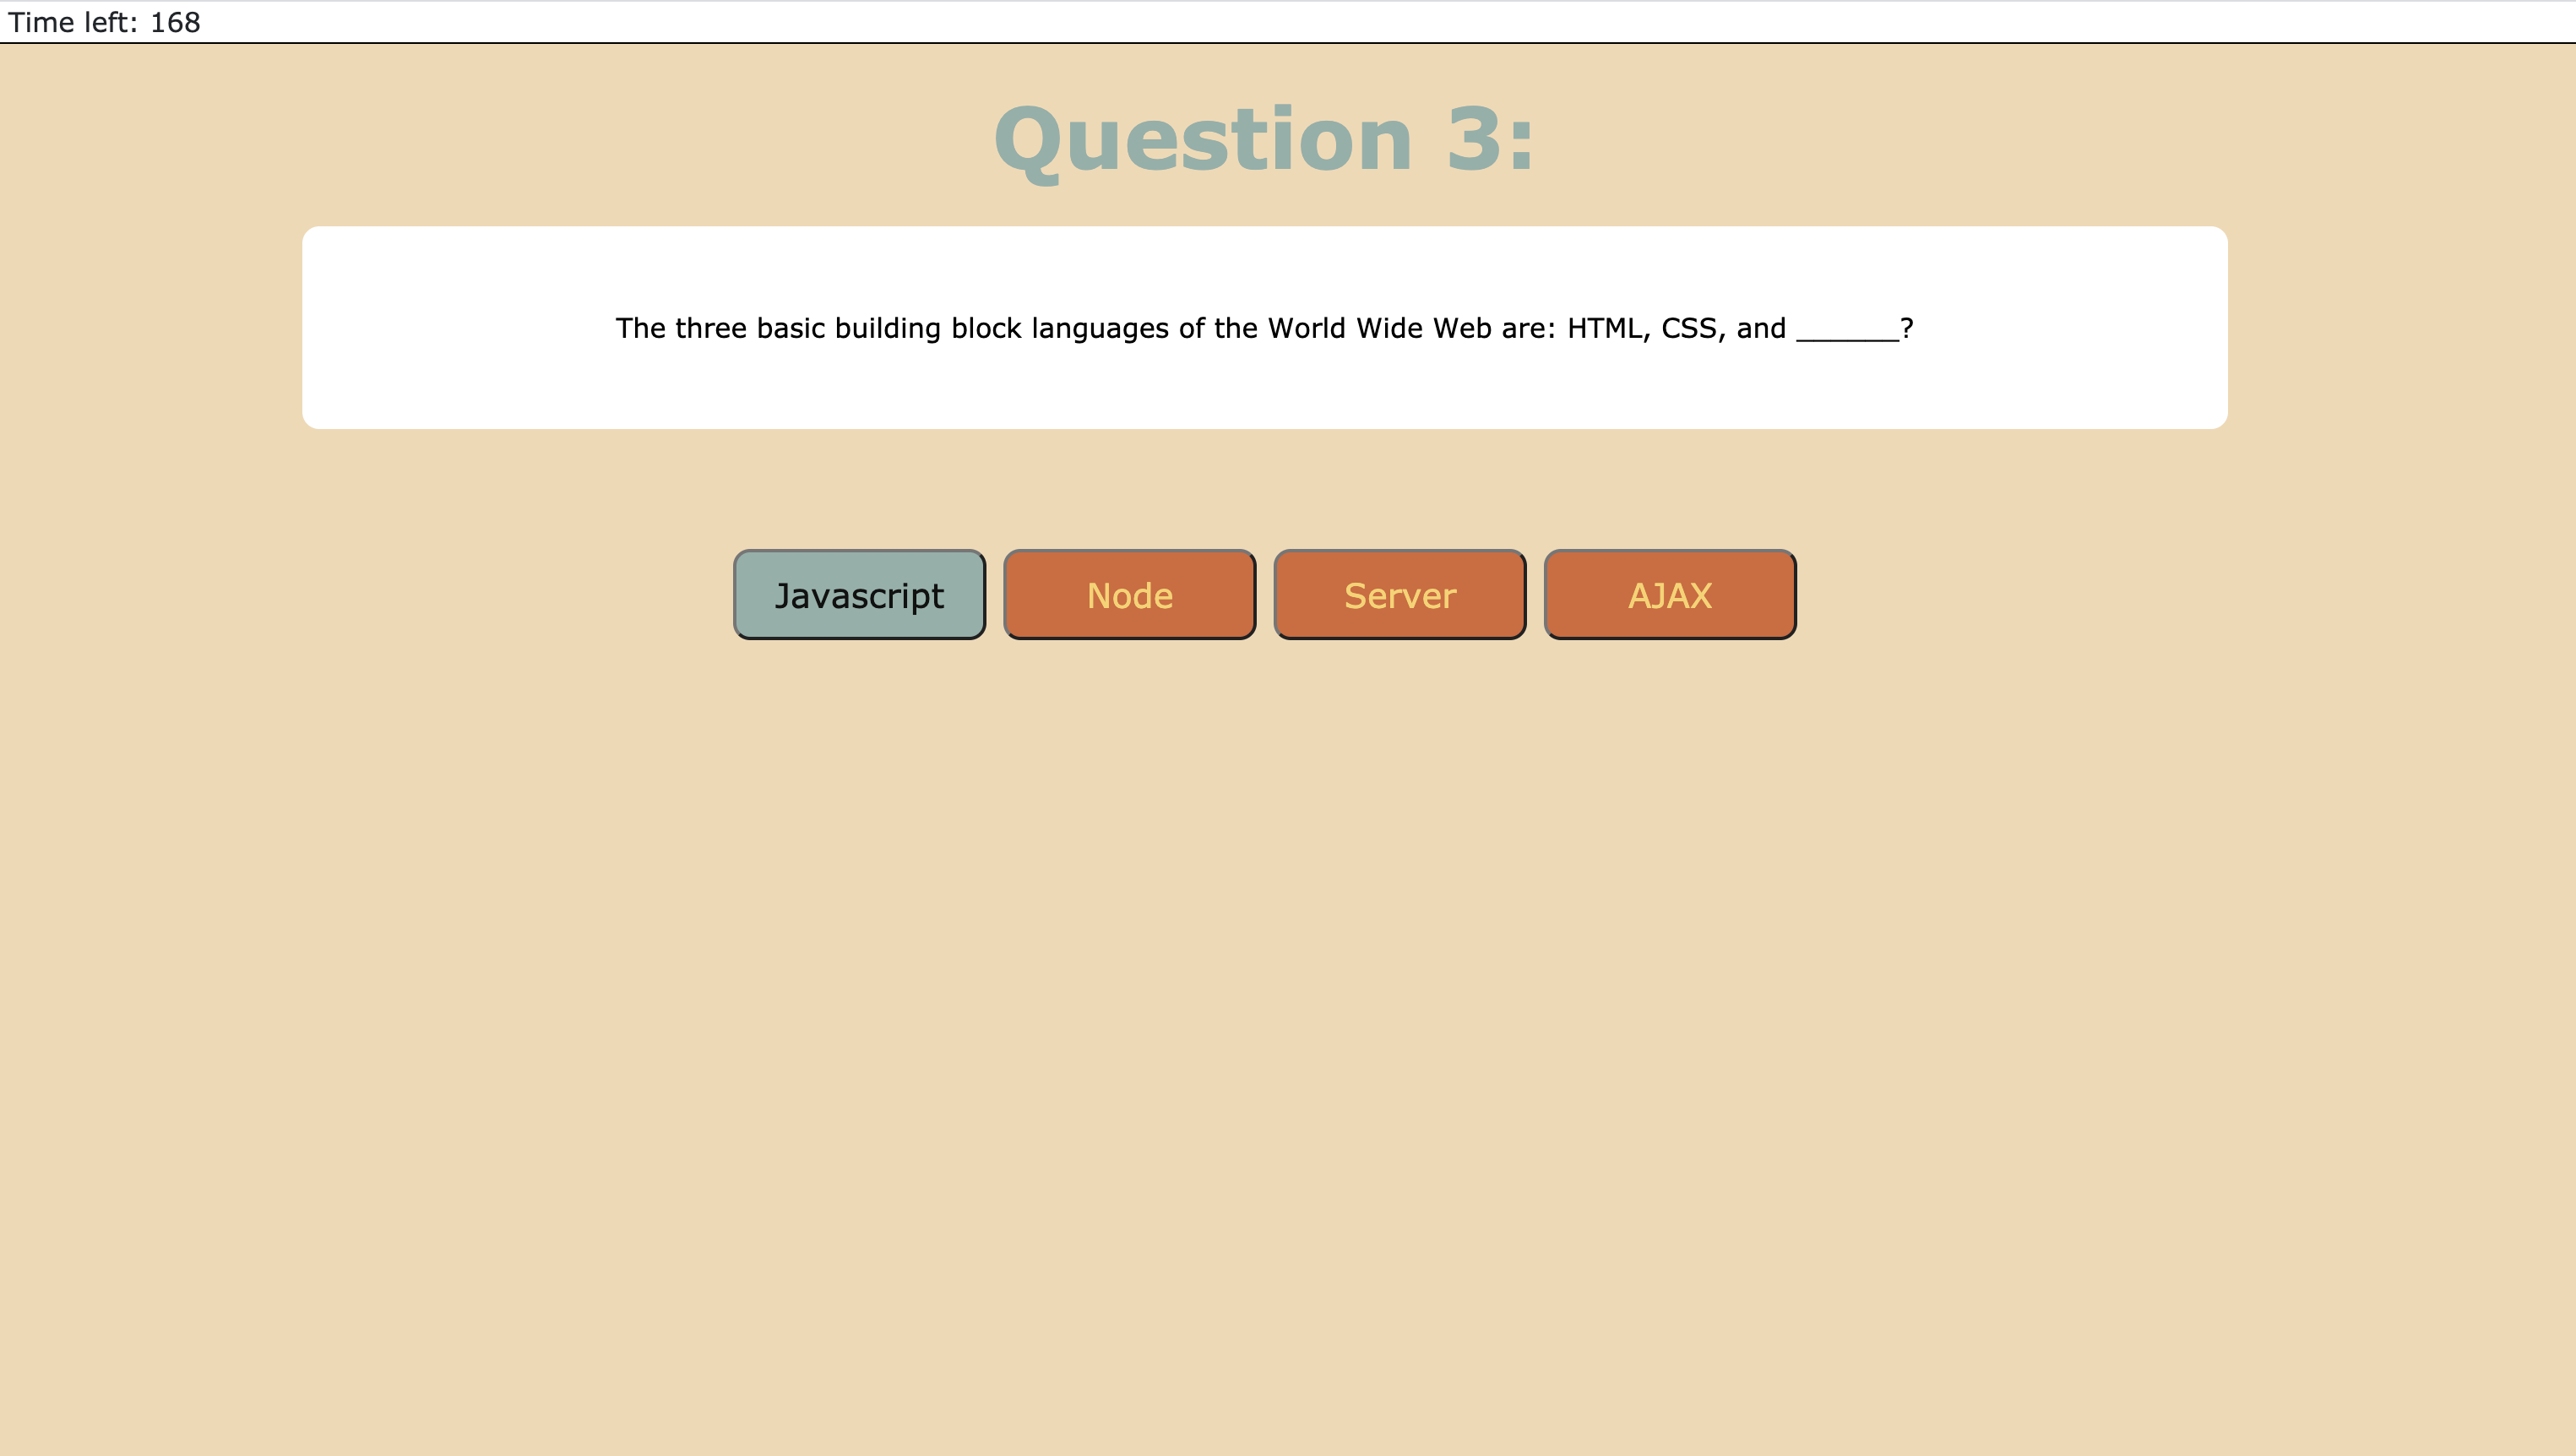 Time left: 168
Question 3:
The three basic building block languages of the World Wide Web are: HTML, CSS, and _______?
Javascript Node Server AJAX